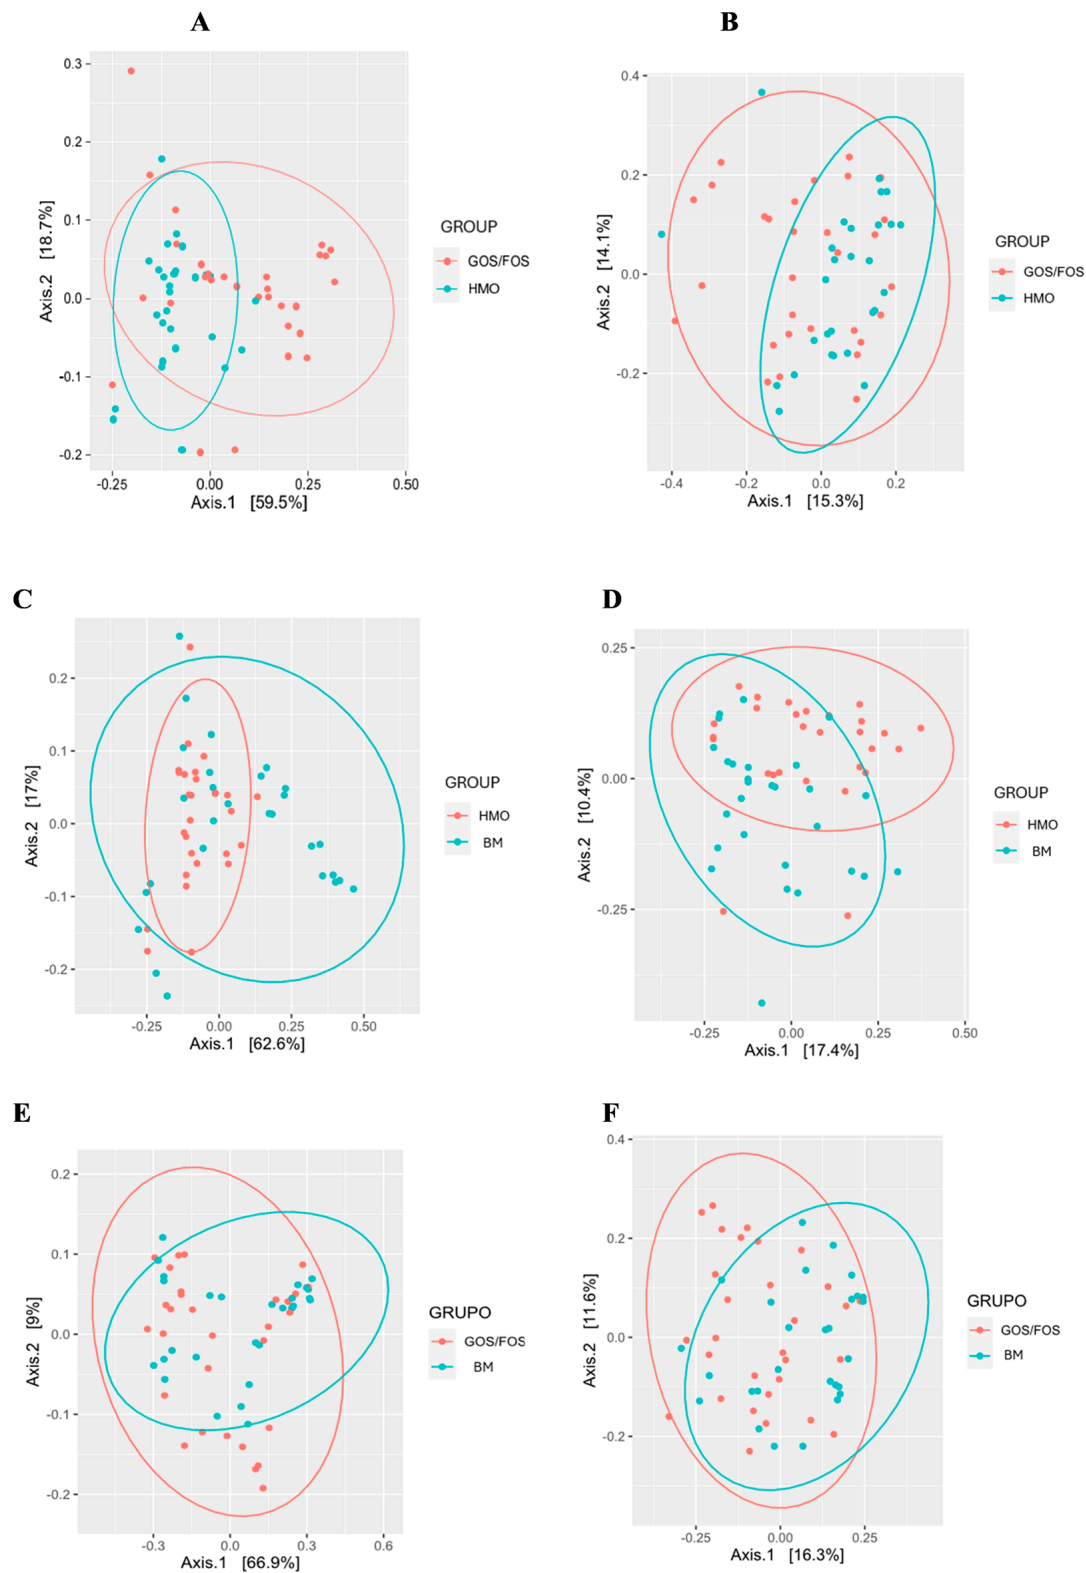 A
B
0.3
0.2
0.1
0.0
-0.1
-0.2
Axis.2 [18.7%]
-0.25
0.00
0.25
0.50
Axis.1 [59.5%]
GROUP
GOS/FOS
HMO
0.4
0.2
0.0
-0.2
Axis.2 [14.1%]
-0.4
-0.2
0.0
0.2
Axis.1 [15.3%]
GROUP
GOS/FOS
HMO
C
D
0.2
0.1
0.0
-0.1
-0.2
Axis.2 [17%]
-0.25
0.00
0.25
0.50
Axis.1 [62.6%]
GROUP
HMO
BM
0.25
0.00
-0.25
Axis.2 [10.4%]
-0.25
0.00
0.25
0.50
Axis.1 [17.4%]
GROUP
HMO
BM
E
F
0.2
0.1
0.0
-0.1
-0.2
Axis.2 [9%]
-0.3
0.0
0.3
0.6
Axis.1 [66.9%]
GRUPO
GOS/FOS
BM
0.4
0.2
0.0
-0.2
Axis.2 [11.6%]
-0.25
0.00
0.25
Axis.1 [16.3%]
GRUPO
GOS/FOS
BM